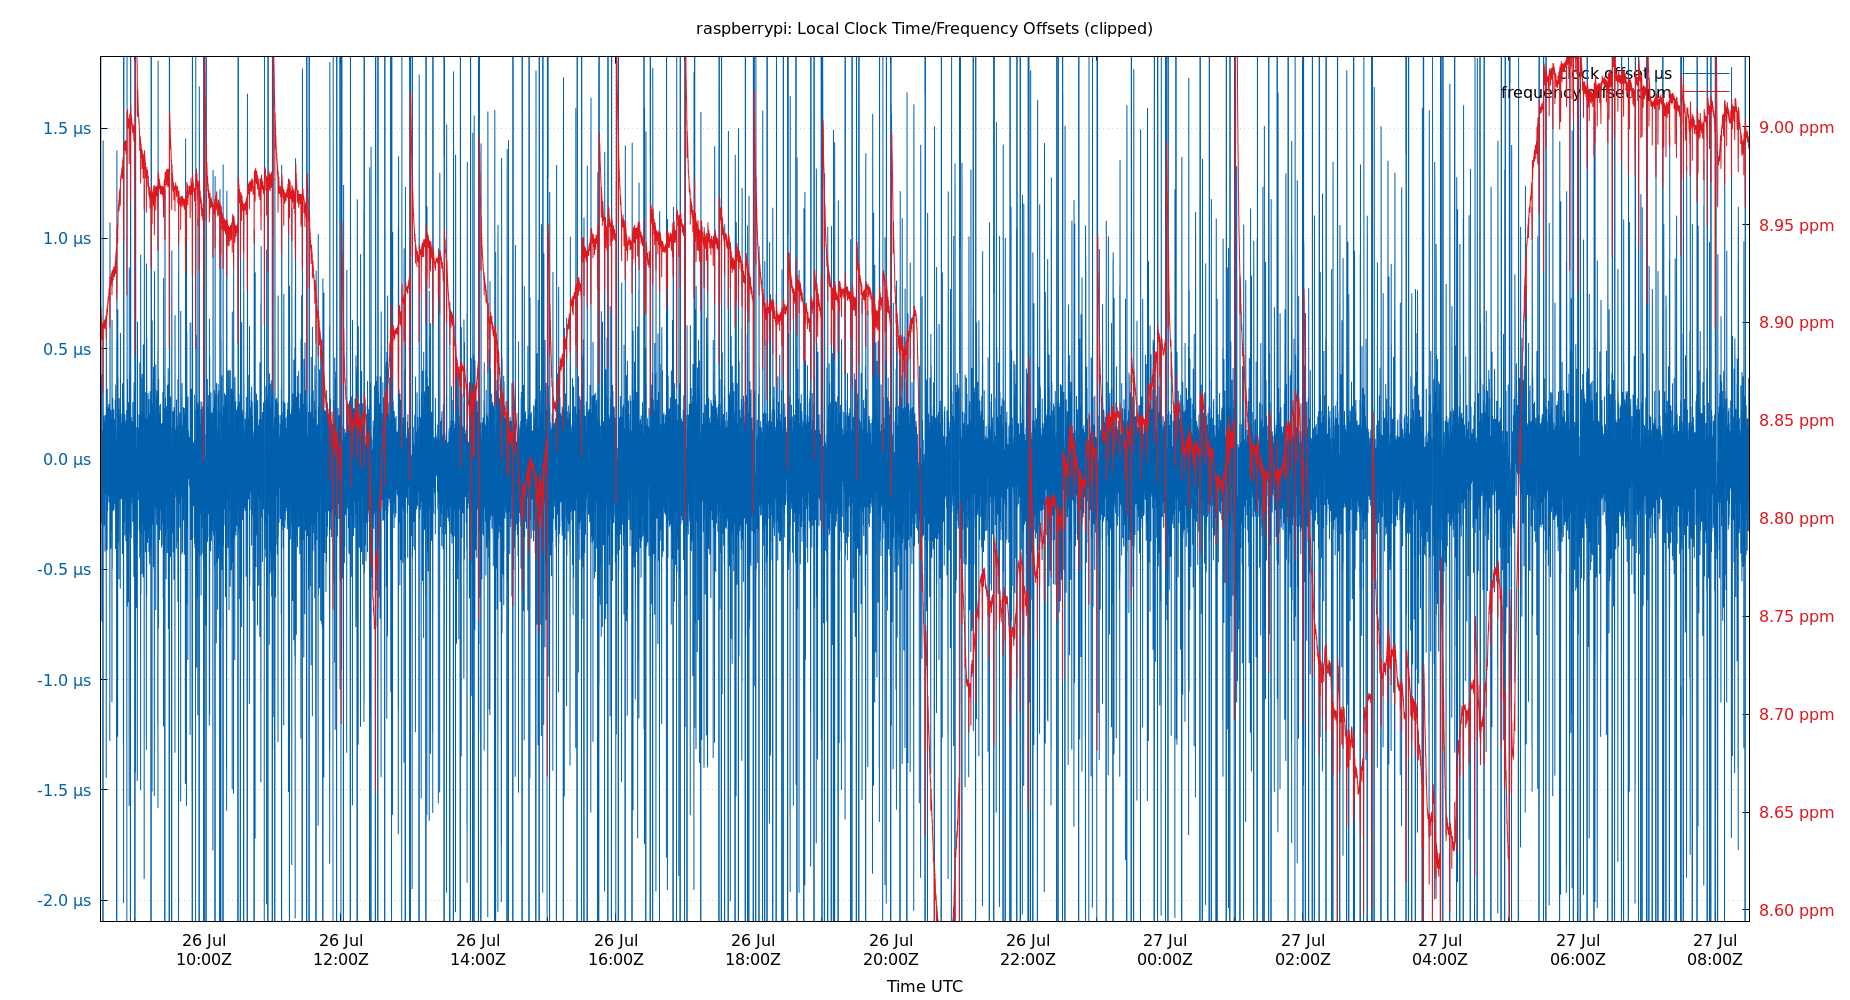 raspberrypi: Local Clock Time/Frequency Offsets (clipped)
clock offset µs
frequency offset ppm
1.5 µs
1.0 µs
0.5 µs
0.0 µs
-0.5 µs
-1.0 µs
-1.5 µs
-2.0 µs
9.00 ppm
8.95 ppm
8.90 ppm
8.85 ppm
8.80 ppm
8.75 ppm
8.70 ppm
8.65 ppm
8.60 ppm
26 Jul 26 Jul 26 Jul 26 Jul 26 Jul 26 Jul 26 Jul 27 Jul 27 Jul 27 Jul 27 Jul 27 Jul
10:00Z 12:00Z 14:00Z 16:00Z 18:00Z 20:00Z 22:00Z 00:00Z 02:00Z 04:00Z 06:00Z 08:00Z
Time UTC